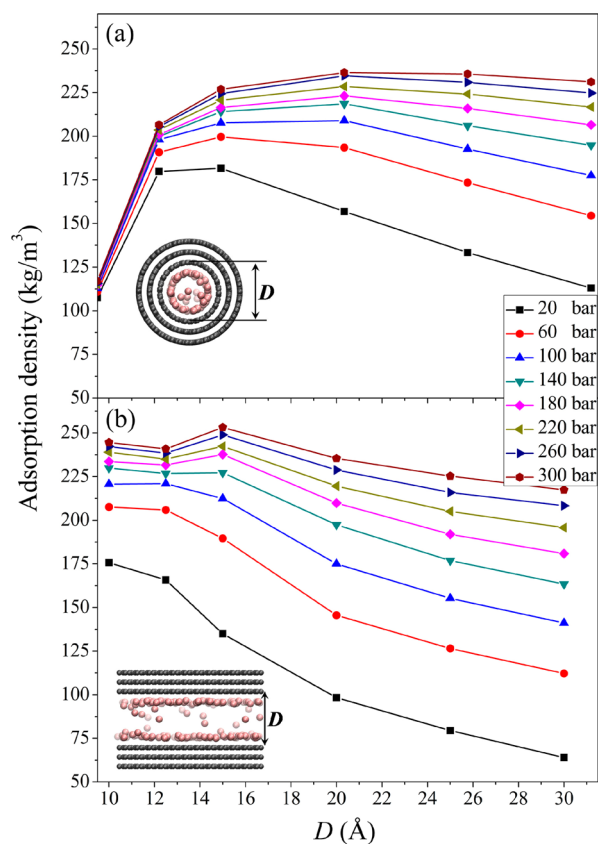 (a)
250
225
200
175
150
125
100
75
50
D
20 bar
60 bar
100 bar
140 bar
180 bar
220 bar
260 bar
300 bar
Adsorption density (kg/m³)
(b)
250
225
200
175
150
125
100
75
50
D
10 12 14 16 18 20 22 24 26 28 30
D (Å)